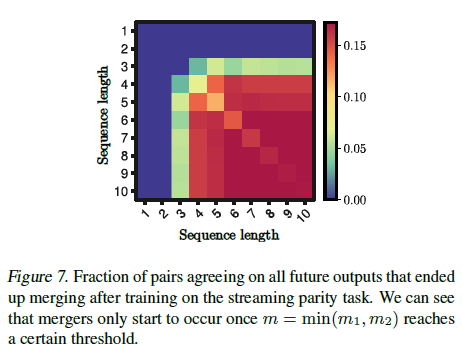 1
2
3
4
5
6
7
8
9
10
Sequence length
1 2 3 4 5 6 7 8 9 10
Sequence length
0.15
0.10
0.05
0.00
Figure 7. Fraction of pairs agreeing on all future outputs that ended
up merging after training on the streaming parity task. We can see
that mergers only start to occur once m = min(m₁, m₂) reaches
a certain threshold.